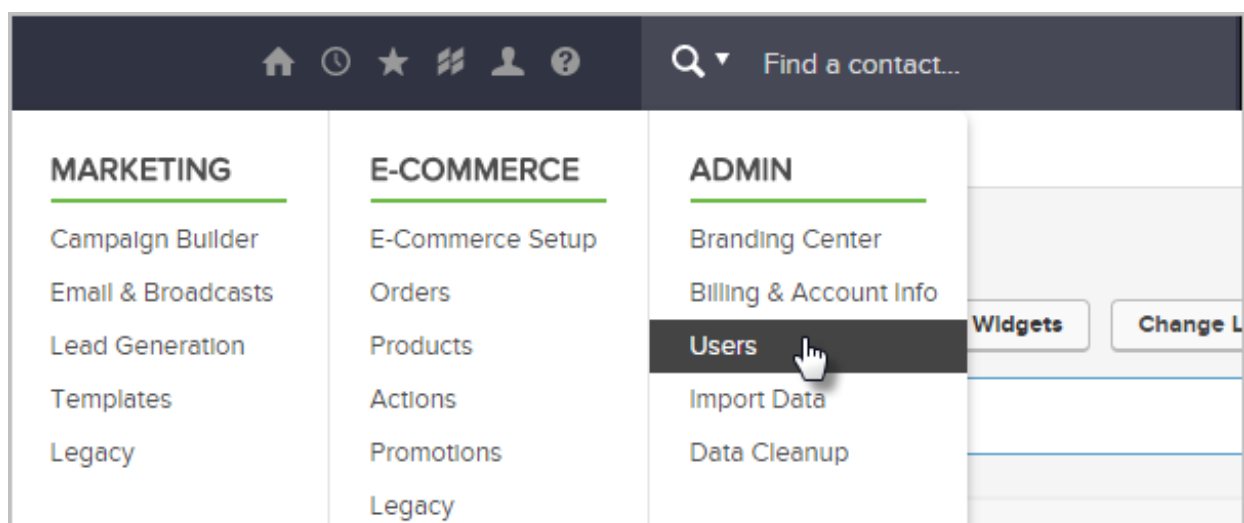 Find a contact...
MARKETING
Campaign Builder
Email & Broadcasts
Lead Generation
Templates
Legacy
E-COMMERCE
E-Commerce Setup
Orders
Products
Actions
Promotions
Legacy
ADMIN
Branding Center
Billing & Account Info
Users
Import Data
Data Cleanup
Widgets
Change L